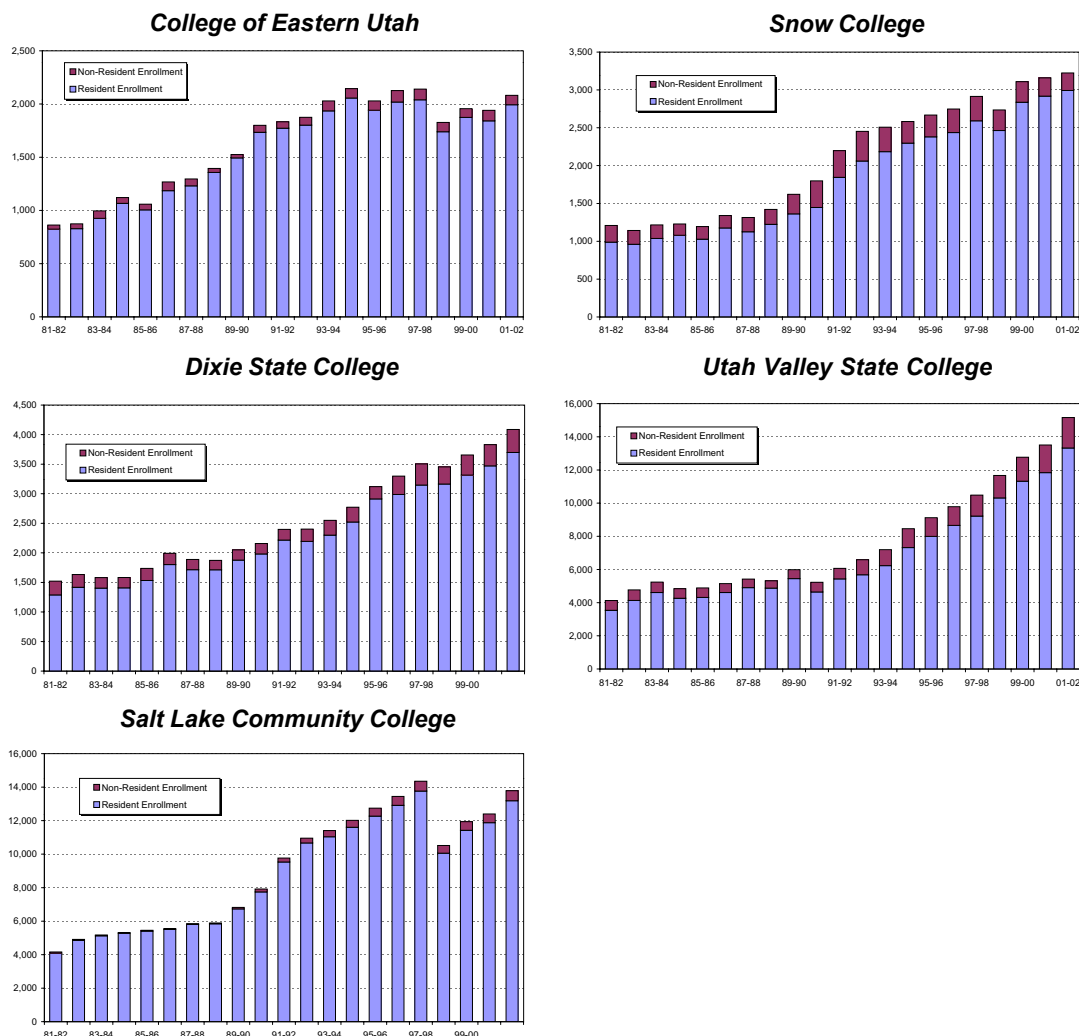 College of Eastern Utah
2,500
Non-Resident Enrollment
Resident Enrollment
2,000
1,500
1,000
500
0
81-82 83-84 85-86 87-88 89-90 91-92 93-94 95-96 97-98 99-00 01-02
Snow College
3,500
Non-Resident Enrollment
Resident Enrollment
3,000
2,500
2,000
1,500
1,000
500
0
81-82 83-84 85-86 87-88 89-90 91-92 93-94 95-96 97-98 99-00 01-02
Dixie State College
4,500
4,000
Non-Resident Enrollment
Resident Enrollment
3,500
3,000
2,500
2,000
1,500
1,000
500
0
81-82 83-84 85-86 87-88 89-90 91-92 93-94 95-96 97-98 99-00
Utah Valley State College
16,000
14,000
Non-Resident Enrollment
Resident Enrollment
12,000
10,000
8,000
6,000
4,000
2,000
0
81-82 83-84 85-86 87-88 89-90 91-92 93-94 95-96 97-98 99-00 01-02
Salt Lake Community College
16,000
14,000
Non-Resident Enrollment
Resident Enrollment
12,000
10,000
8,000
6,000
4,000
2,000
0
81-82 83-84 85-86 87-88 89-90 91-92 93-94 95-96 97-98 99-00